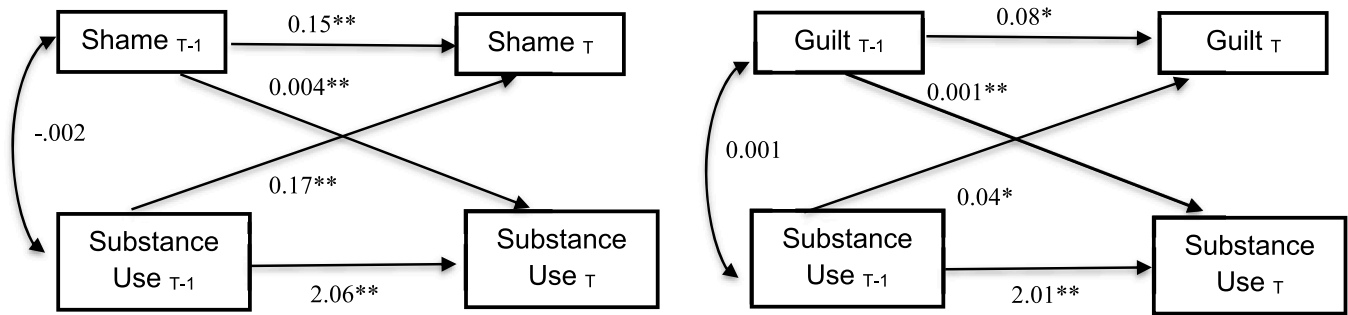 Shame T-1
0.15**
Shame T
0.004**
-.002
0.17**
Substance
Use T-1
2.06**
Substance
Use T
Guilt T-1
0.08*
Guilt T
0.001**
0.001
0.04*
Substance
Use T-1
2.01**
Substance
Use T